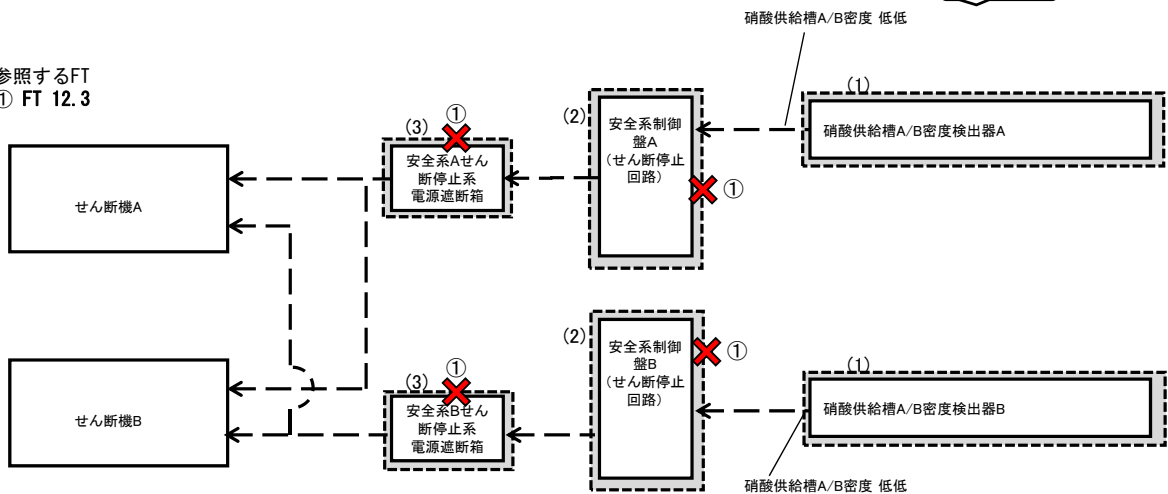 硝酸供給槽A/B密度 低低
参照するFT
① FT 12.3
(1)
硝酸供給槽A/B密度検出器A
(2)
安全系制御
盤A
(せん断停止
回路)
①
(3)
①
安全系Aせん
断停止系
電源遮断箱
せん断機A
(1)
硝酸供給槽A/B密度検出器B
(2)
安全系制御
盤B
(せん断停止
回路)
①
(3)
①
安全系Bせん
断停止系
電源遮断箱
せん断機B
硝酸供給槽A/B密度 低低